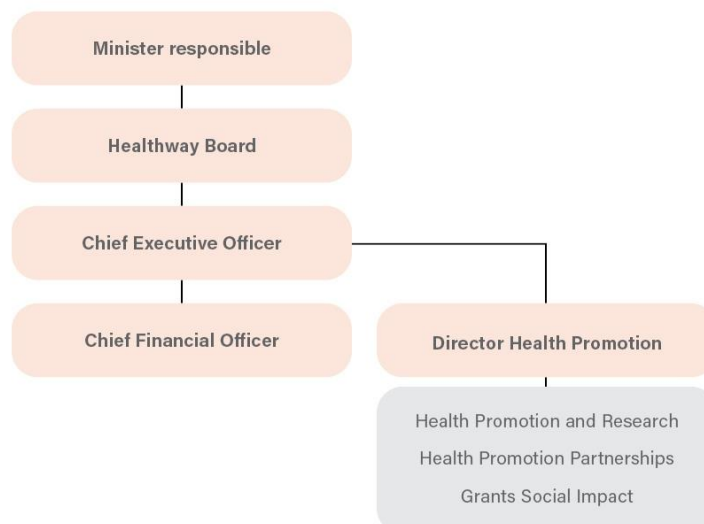 Minister responsible
Healthway Board
Chief Executive Officer
Chief Financial Officer
Director Health Promotion
Health Promotion and Research
Health Promotion Partnerships
Grants Social Impact